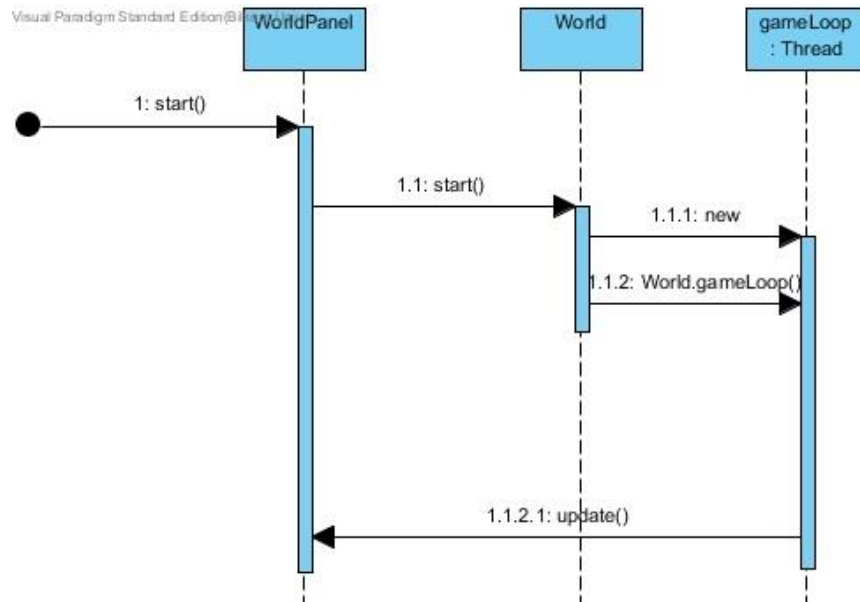 Visual Paradigm Standard Edition(Bil
WorldPanel
World
gameLoop
: Thread
1: start()
1.1: start()
1.1.1: new
1.1.2: World.gameLoop()
1.1.2.1: update()